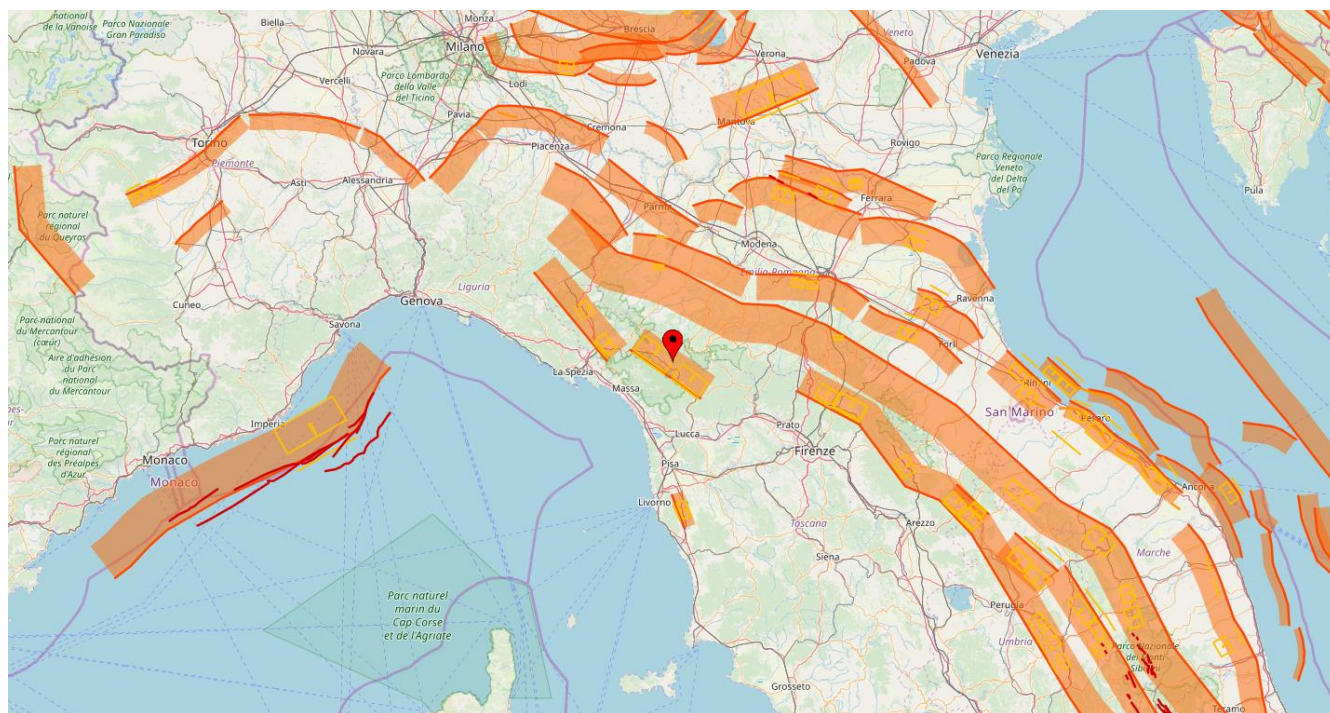 national
de la Vanoise
Parco Nazionale
Gran Paradiso
Biella
Novara
Monza
Milano
Brescia
Verona
Veneto
Padova
Venezia
Vercelli
Parco Lombardo
della Valle
del Ticino
Lodi
Pavia
Cremona
Mantova
Rovigo
Torino
Piemonte
Piacenza
Parco Regionale
Veneto
del Delta
del Po
Pula
Asti
Alessandria
Parc naturel
régional
du Queyras
Parma
Ferrara
Modena
Emilia-Romagna
Cuneo
Genova
Liguria
Ravenna
Savona
Parc national
du Mercantour
(cœur)
Aire d'adhésion
du Parc
national du
Mercantour
Forlì
La Spezia
Massa
Rimini
San Marino
Pesaro
Imperia
Lucca
Prato
Firenze
Parc naturel
régional
des Préalpes
d'Azur
Monaco
Monaco
Pisa
Livorno
Ancona
Arezzo
Toscana
Siena
Marche
Parc naturel
marin du
Cap Corse
et de l'Agriate
Perugia
Umbria
Parco Nazionale
dei Monti
Sibillini
Grosseto
Teramo